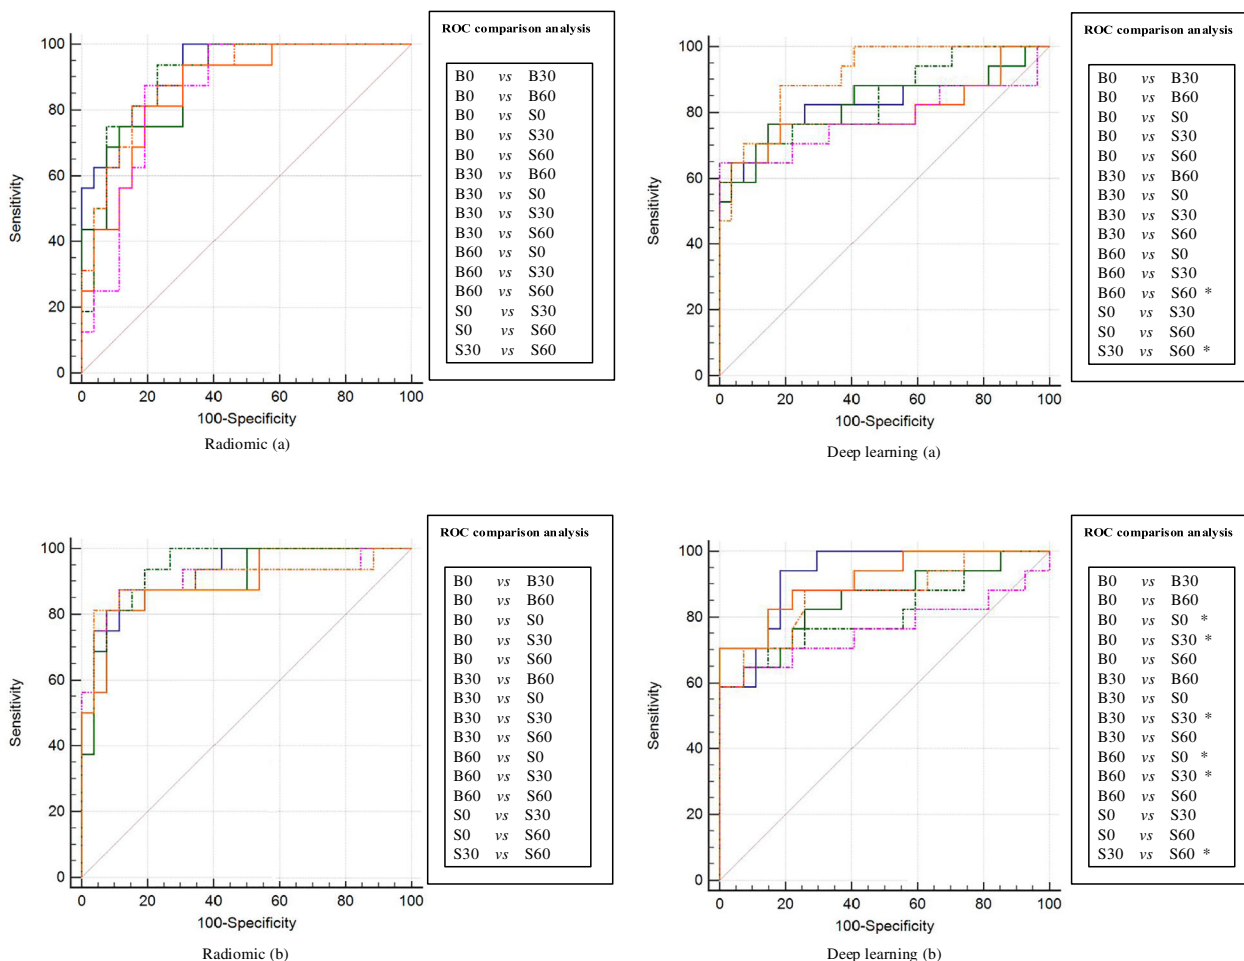 ROC comparison analysis
B0 vs B30
B0 vs B60
B0 vs S0
B0 vs S30
B0 vs S60
B30 vs B60
B30 vs S0
B30 vs S30
B30 vs S60
B60 vs S0
B60 vs S30
B60 vs S60
S0 vs S30
S0 vs S60
S30 vs S60
100
80
60
40
20
0
Sensitivity
0 20 40 60 80 100
100-Specificity
Radiomic (a)
ROC comparison analysis
B0 vs B30
B0 vs B60
B0 vs S0
B0 vs S30
B0 vs S60
B30 vs B60
B30 vs S0
B30 vs S30
B30 vs S60
B60 vs S0
B60 vs S30
B60 vs S60 *
S0 vs S30
S0 vs S60
S30 vs S60 *
100
80
60
40
20
0
Sensitivity
0 20 40 60 80 100
100-Specificity
Deep learning (a)
ROC comparison analysis
B0 vs B30
B0 vs B60
B0 vs S0
B0 vs S30
B0 vs S60
B30 vs B60
B30 vs S0
B30 vs S30
B30 vs S60
B60 vs S0
B60 vs S30
B60 vs S60
S0 vs S30
S0 vs S60
S30 vs S60
100
80
60
40
20
0
Sensitivity
0 20 40 60 80 100
100-Specificity
Radiomic (b)
ROC comparison analysis
B0 vs B30
B0 vs B60
B0 vs S0 *
B0 vs S30 *
B0 vs S60
B30 vs B60
B30 vs S0
B30 vs S30 *
B30 vs S60
B60 vs S0 *
B60 vs S30 *
B60 vs S60
S0 vs S30
S0 vs S60
S30 vs S60 *
100
80
60
40
20
0
Sensitivity
0 20 40 60 80 100
100-Specificity
Deep learning (b)